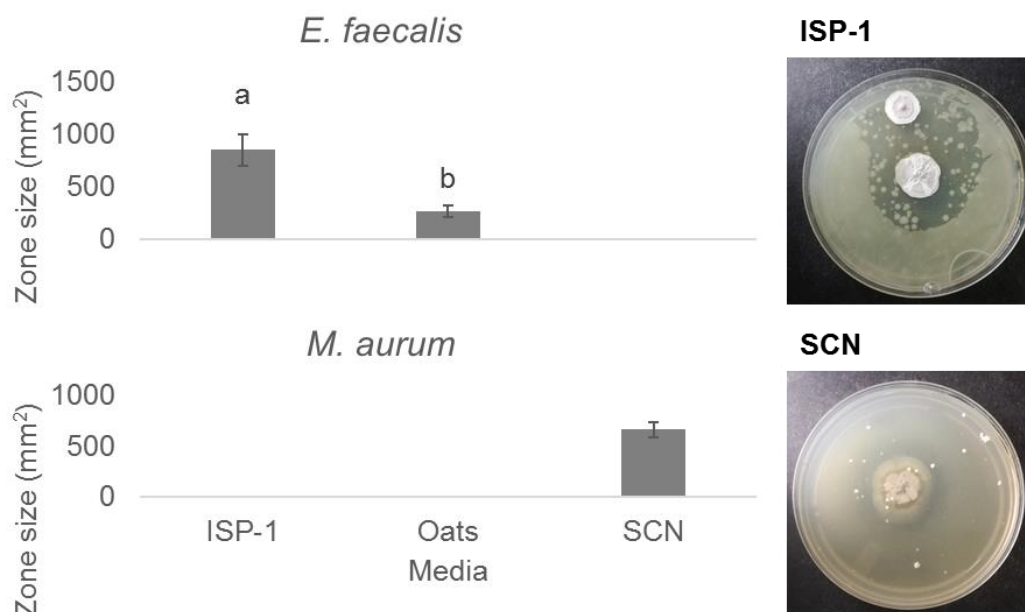 E. faecalis
Zone size (mm²)
1500
1000
500
0
a
b
ISP-1
M. aurum
Zone size (mm²)
1000
500
0
ISP-1 Oats SCN
Media
SCN